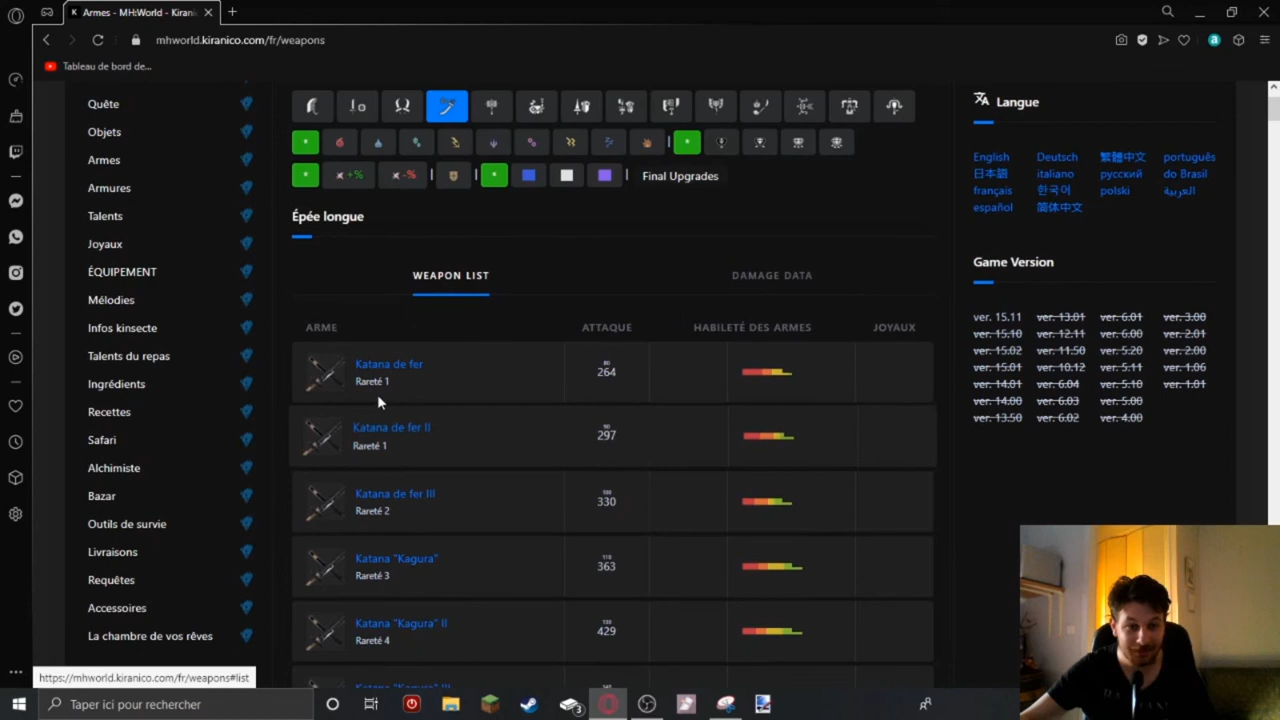 Armes - MH:World - Kiranic
mhworld.kiranico.com/fr/weapons
Tableau de bord de...
Quête
Objets
Armes
Armures
Talents
Joyaux
ÉQUIPEMENT
Mélodies
Infos kinsecte
Talents du repas
Ingrédients
Recettes
Safari
Alchimiste
Bazar
Outils de survie
Livraisons
Requêtes
Accessoires
La chambre de vos rêves
+% -% Final Upgrades
Épée longue
WEAPON LIST DAMAGE DATA
ARME ATTAQUE HABILETÉ DES ARMES JOYAUX
Katana de fer
Rareté 1
80
264
Katana de fer II
Rareté 1
90
297
Katana de fer III
Rareté 2
100
330
Katana "Kagura"
Rareté 3
110
363
Katana "Kagura" II
Rareté 4
130
429
Langue
English Deutsch 繁體中文 português do Brasil
日本語 italiano русский
français 한국어 polski العربية
español 简体中文
Game Version
ver. 15.11 ver. 13.01 ver. 6.01 ver. 3.00
ver. 15.10 ver. 12.11 ver. 6.00 ver. 2.01
ver. 15.02 ver. 11.50 ver. 5.20 ver. 2.00
ver. 15.01 ver. 10.12 ver. 5.11 ver. 1.06
ver. 14.01 ver. 6.04 ver. 5.10 ver. 1.01
ver. 14.00 ver. 6.03 ver. 5.00
ver. 13.50 ver. 6.02 ver. 4.00
https://mhworld.kiranico.com/fr/weapons#list
Taper ici pour rechercher
3